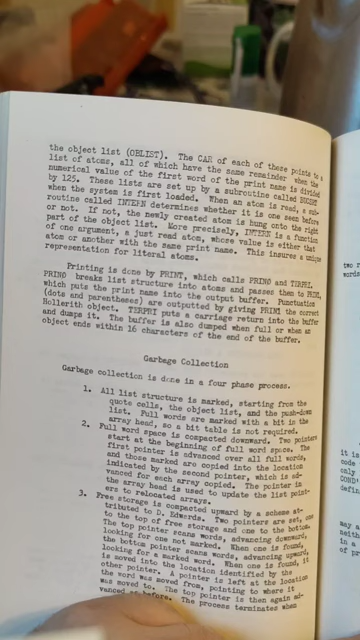 the object list (OBLIST). The CAR of each of these points to a
list of atoms, all of which have the same remainder when the
numerical value of the first word of the print name is divided
by 125. These lists are set up by a subroutine called BUCKET
when the system is first loaded. When an atom is read, a sub-
routine called INTERN determines whether it is one seen before
or not. If not, the newly created atom is hung onto the right
part of the object list. More precisely, INTERN is a function
of one argument, a just read atom, whose value is either that
atom or another with the same print name. This insures a unique
representation for literal atoms.
Printing is done by PRINT, which calls PRIN0 and TERPRI.
PRIN0 breaks list structure into atoms and passes them to PRIN1,
which puts the print name into the output buffer. Punctuation
(dots and parentheses) are outputted by giving PRIN1 the correct
Hollerith object. TERPRI puts a carriage return into the buffer
and dumps it. The buffer is also dumped when full or when an
object ends within 16 characters of the end of the buffer.
Garbage Collection
Garbage collection is done in a four phase process.
1. All list structure is marked, starting from the
quote cells, the object list, and the push-down
list. Full words are marked with a bit in the
array head, so a bit table is not required.
2. Full word space is compacted downward. Two pointers
start at the beginning of full word space. The
first pointer is advanced over all full words,
and those marked are copied into the location
indicated by the second pointer, which is ad-
vanced for each array copied. The pointer in
the array head is used to update the list point-
ers to relocated arrays.
3. Free storage is compacted upward by a scheme at-
tributed to D. Edwards. Two pointers are set, one
to the top of free storage and one to the bottom.
The top pointer scans words, advancing downward,
looking for one not marked. When one is found,
the bottom pointer scans words, advancing upward,
looking for a marked word. When one is found, it
is moved into the location identified by the
other pointer. A pointer is left at the location
the word was moved from, pointing to where it
was moved to. The top pointer is then again ad-
vanced as before. The process terminates when
two r
words
it is
code
only
COND'
defin
may a
neith
in a
of pr